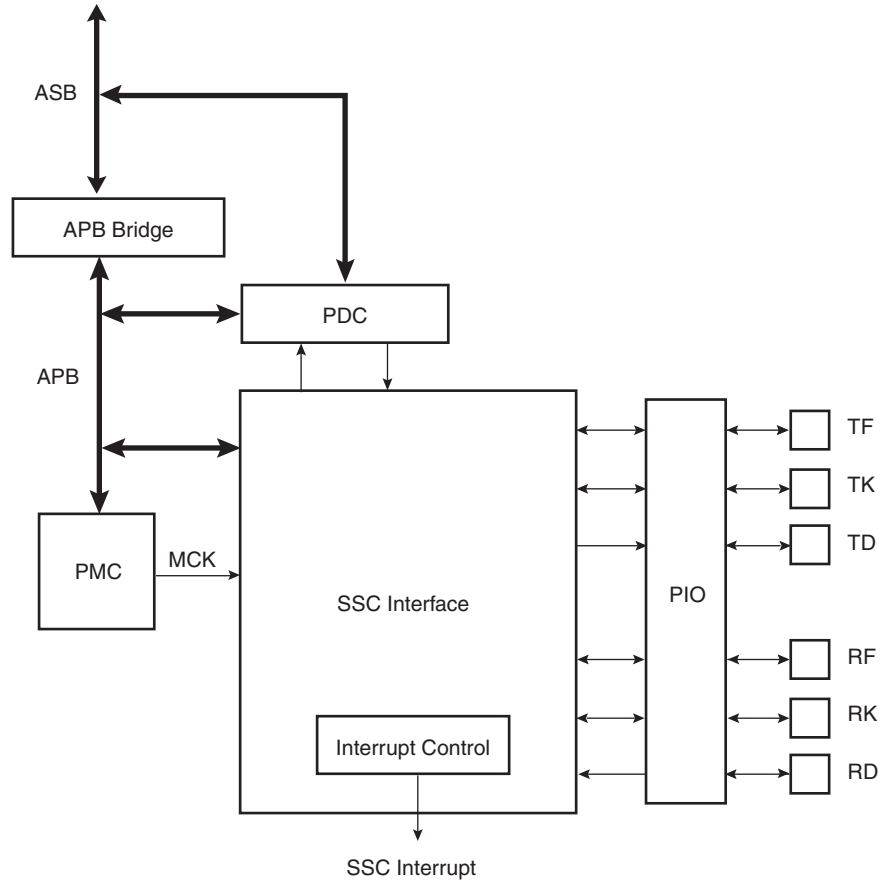 ASB
APB Bridge
PDC
APB
TF
TK
TD
PMC
MCK
SSC Interface
PIO
RF
RK
RD
Interrupt Control
SSC Interrupt